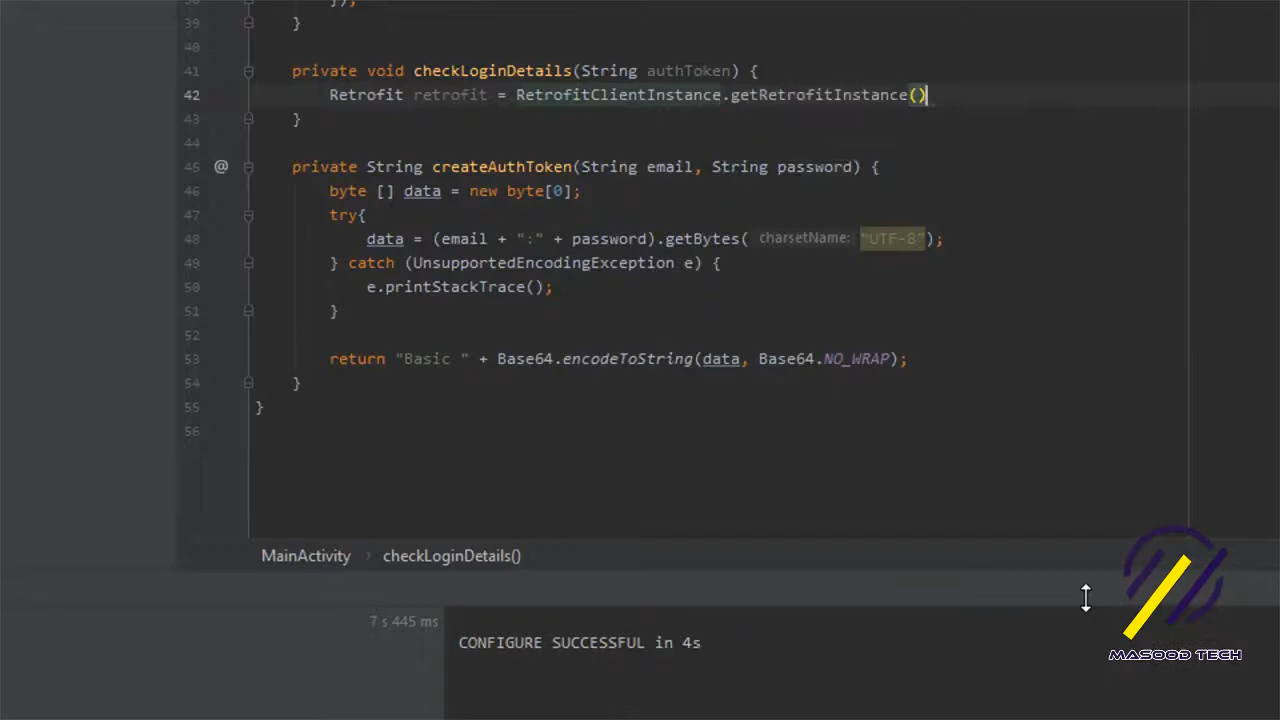 38 });
39 }
40
41 private void checkLoginDetails(String authToken) {
42 Retrofit retrofit = RetrofitClientInstance.getRetrofitInstance()
43 }
44
45 @ private String createAuthToken(String email, String password) {
46 byte [] data = new byte[0];
47 try{
48 data = (email + ":" + password).getBytes( charsetName: "UTF-8");
49 } catch (UnsupportedEncodingException e) {
50 e.printStackTrace();
51 }
52
53 return "Basic " + Base64.encodeToString(data, Base64.NO_WRAP);
54 }
55 }
56
MainActivity › checkLoginDetails()
7 s 445 ms
CONFIGURE SUCCESSFUL in 4s
MASOOD TECH